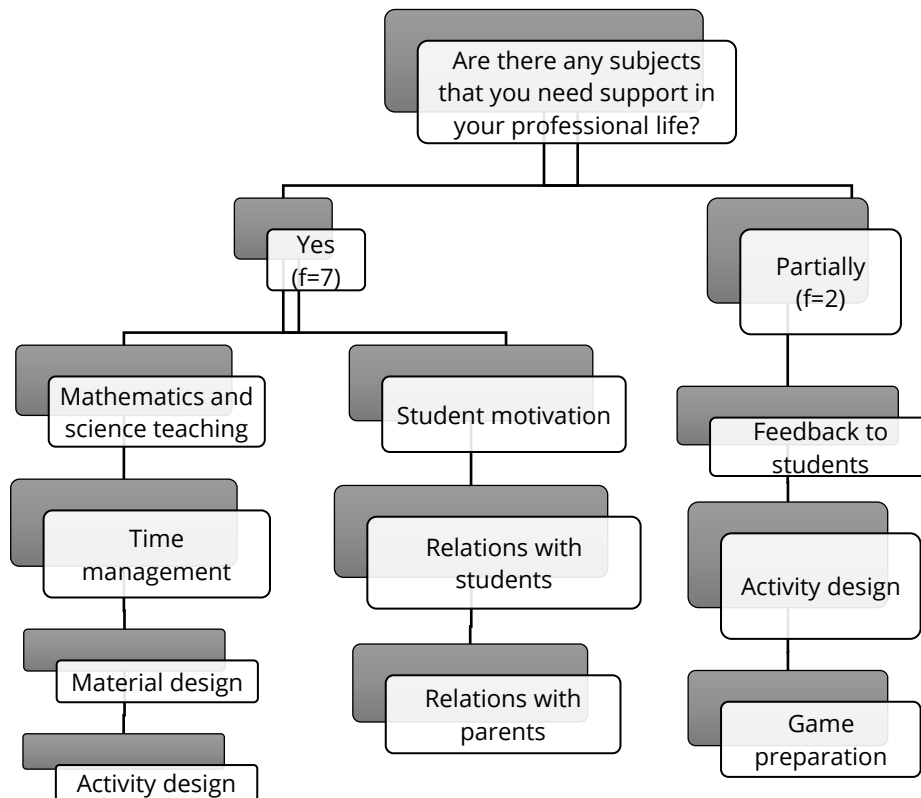 Are there any subjects
that you need support in
your professional life?
Yes
(f=7)
Partially
(f=2)
Mathematics and
science teaching
Time
management
Material design
Activity design
Student motivation
Relations with
students
Relations with
parents
Feedback to
students
Activity design
Game
preparation